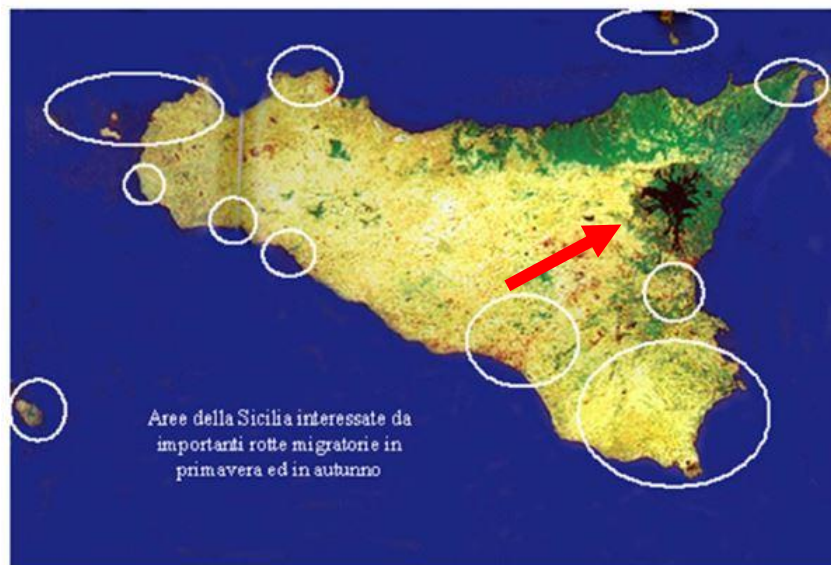 Aree della Sicilia interessate da
importanti rotte migratorie in
primavera ed in autunno